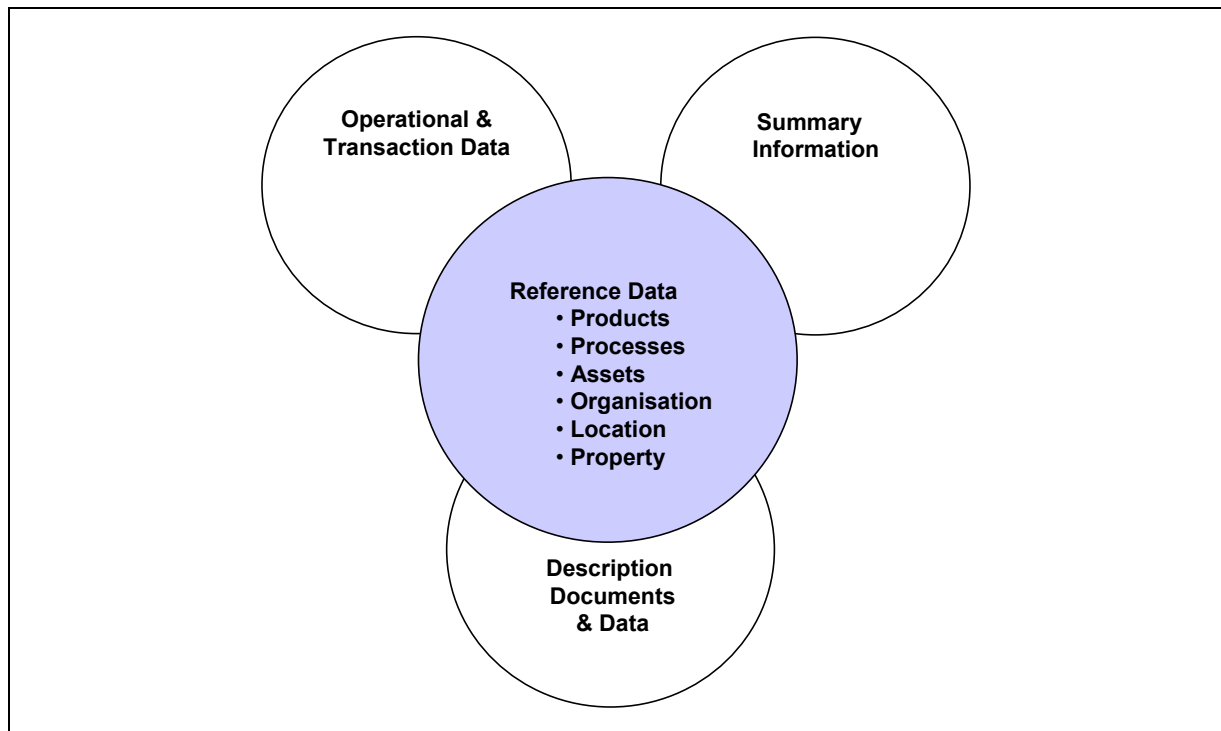 Operational &
Transaction Data
Summary
Information
Reference Data
• Products
• Processes
• Assets
• Organisation
• Location
• Property
Description
Documents
& Data